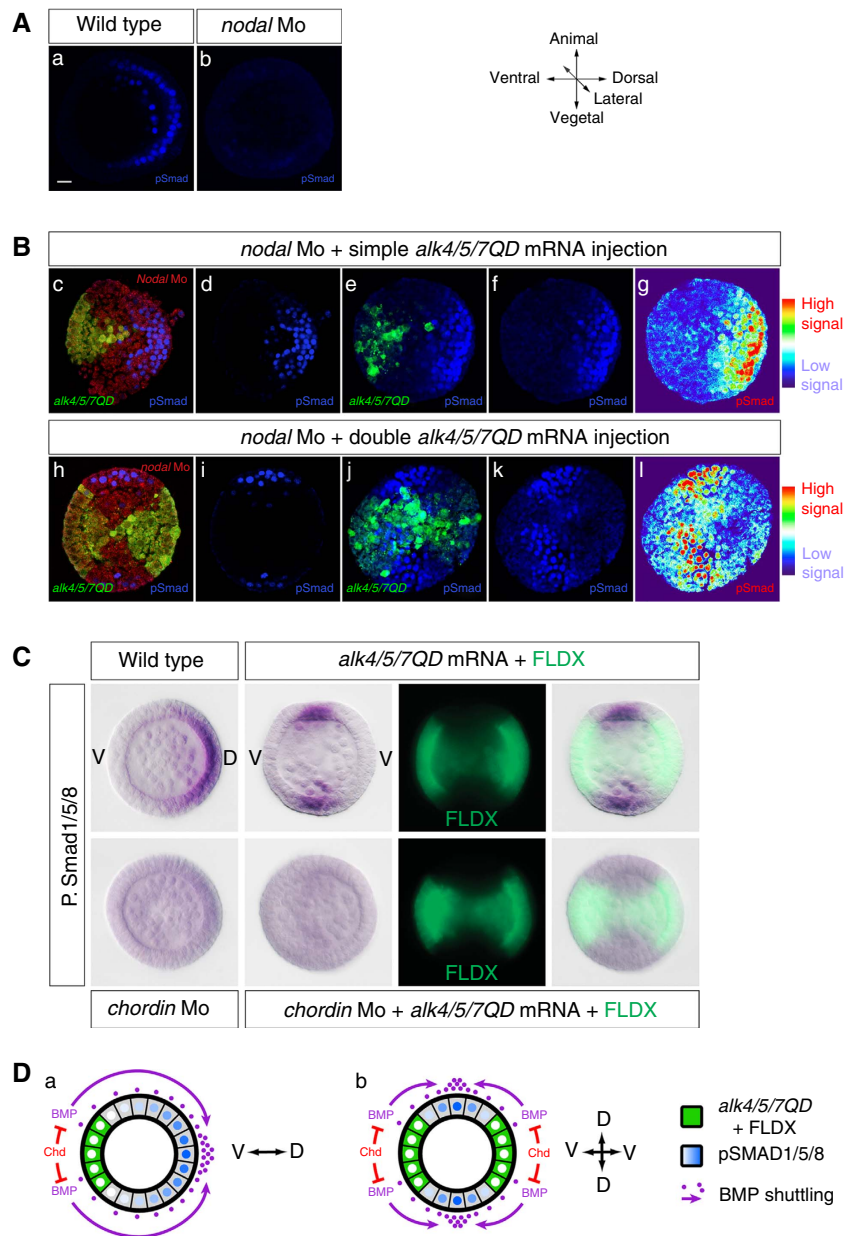 A
Wild type
nodal Mo
a
b
pSmad
pSmad
Animal
Ventral
Dorsal
Lateral
Vegetal
B
nodal Mo + simple alk4/5/7QD mRNA injection
c
Nodal Mo
d
e
f
g
High signal
Low signal
alk4/5/7QD
pSmad
pSmad
alk4/5/7QD
pSmad
pSmad
pSmad
nodal Mo + double alk4/5/7QD mRNA injection
h
nodal Mo
i
j
k
l
High signal
Low signal
alk4/5/7QD
pSmad
pSmad
alk4/5/7QD
pSmad
pSmad
pSmad
C
Wild type
alk4/5/7QD mRNA + FLDX
P. Smad1/5/8
V
D
V
V
FLDX
FLDX
chordin Mo
chordin Mo + alk4/5/7QD mRNA + FLDX
D
a
BMP
Chd
BMP
V
D
b
BMP
BMP
Chd
Chd
BMP
BMP
D
V
V
D
alk4/5/7QD
+ FLDX
pSMAD1/5/8
BMP shuttling